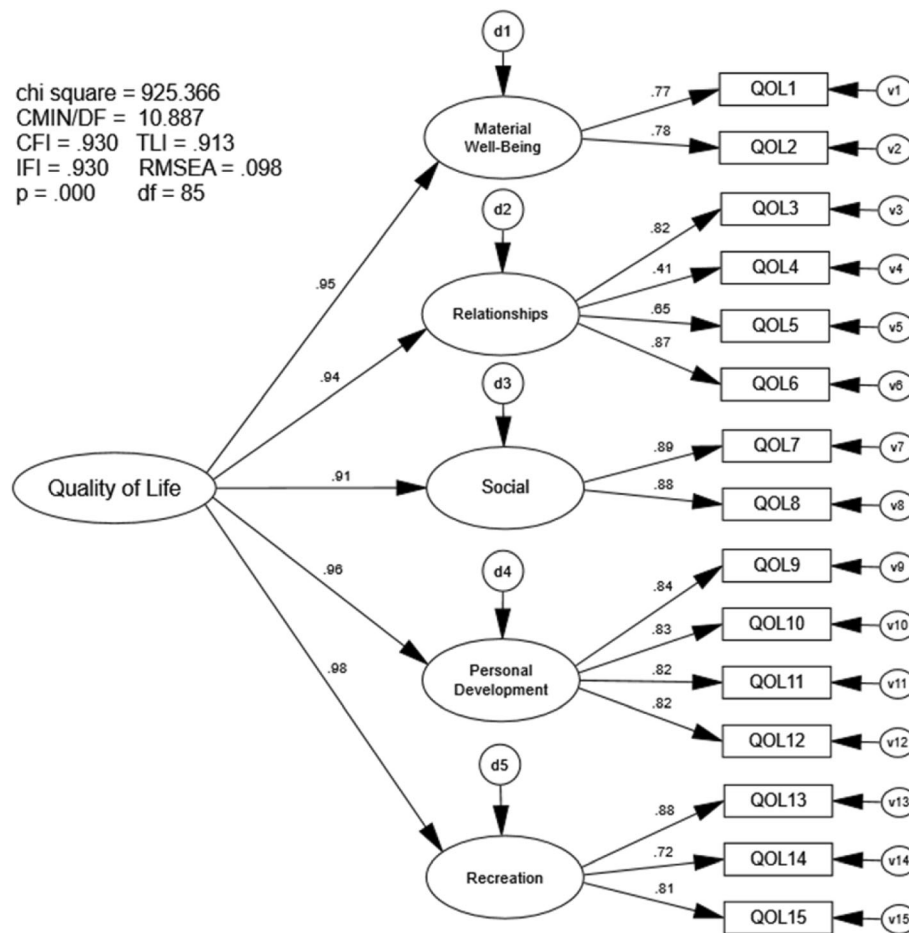 chi square = 925.366
CMIN/DF = 10.887
CFI = .930 TLI = .913
IFI = .930 RMSEA = .098
p = .000 df = 85
Quality of Life
.95
.94
.91
.96
.98
d1
Material
Well-Being
.77
QOL1
v1
.78
QOL2
v2
d2
Relationships
.82
QOL3
v3
.41
QOL4
v4
.65
QOL5
v5
.87
QOL6
v6
d3
Social
.89
QOL7
v7
.88
QOL8
v8
d4
Personal
Development
.84
QOL9
v9
.83
QOL10
v10
.82
QOL11
v11
.82
QOL12
v12
d5
Recreation
.88
QOL13
v13
.72
QOL14
v14
.81
QOL15
v15